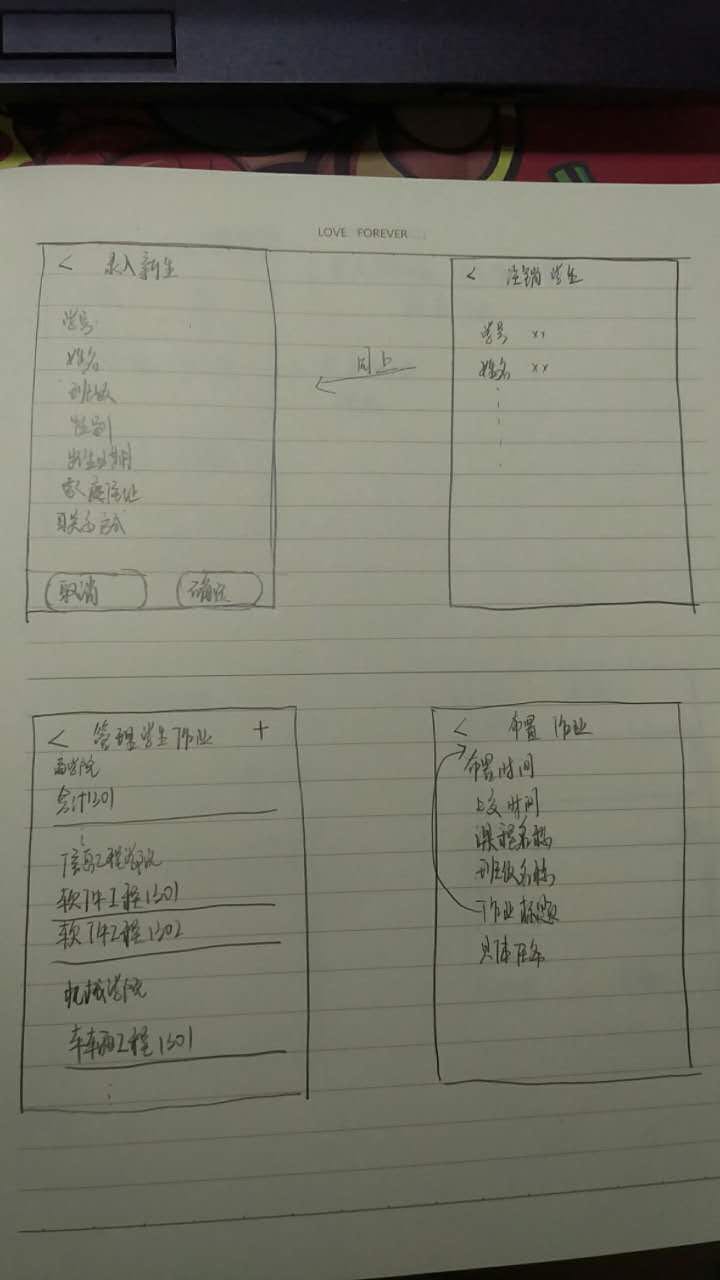 LOVE FOREVER
< 录入新生
学号
姓名
班级
性别
出生日期
家庭住址
联系方式
取消 确定
同上
< 注销学生
学号 xx
姓名 xx
< 管理学生作业 +
商学院
会计1301
信息工程学院
软件工程1301
软件工程1302
机械学院
车辆工程1301
< 布置作业
布置时间
上交时间
课程名称
班级名称
作业标题
具体任务